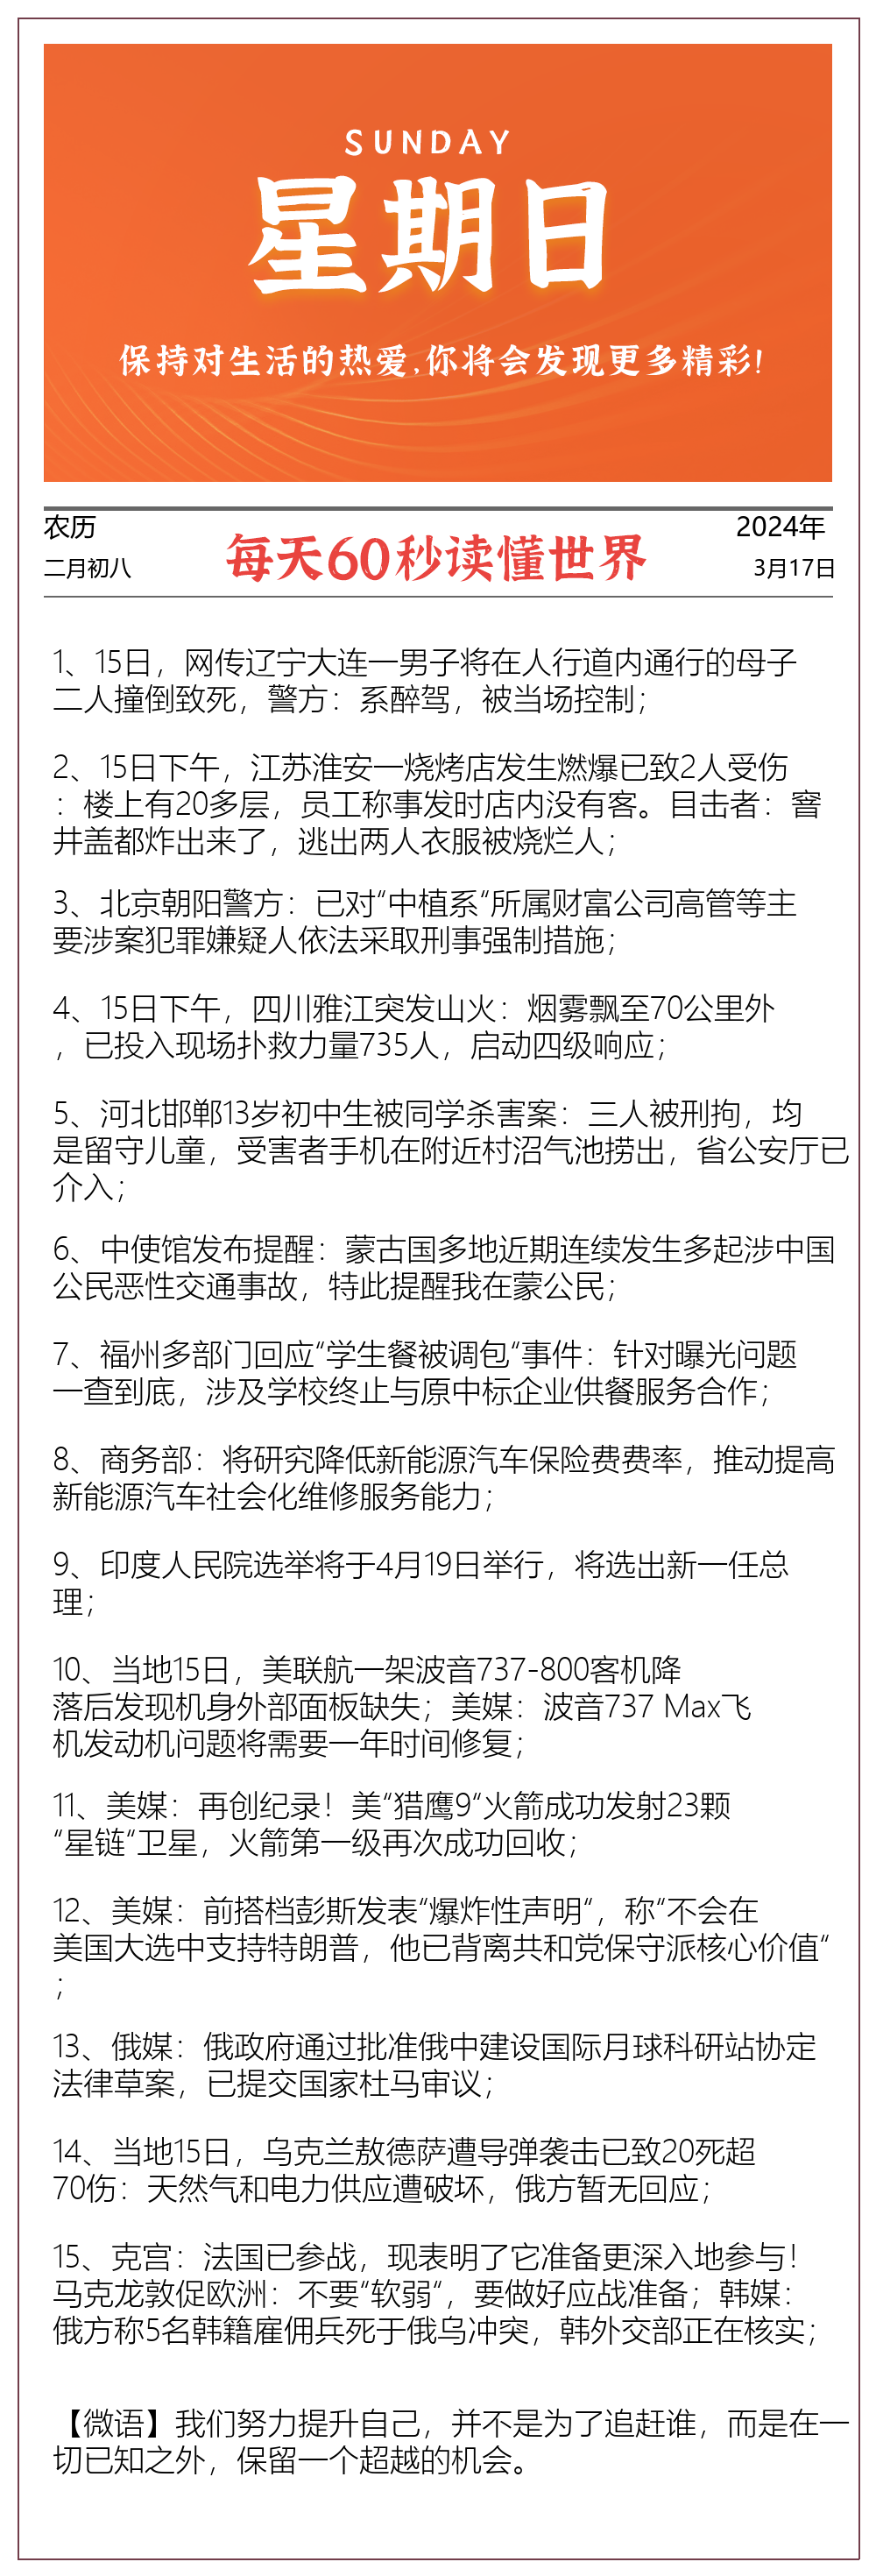 SUNDAY
星期日
保持对生活的热爱,你将会发现更多精彩!
农历
二月初八
每天60秒读懂世界
2024年
3月17日
1、15日，网传辽宁大连一男子将在人行道内通行的母子
二人撞倒致死，警方：系醉驾，被当场控制；
2、15日下午，江苏淮安一烧烤店发生燃爆已致2人受伤
：楼上有20多层，员工称事发时店内没有客。目击者：窨
井盖都炸出来了，逃出两人衣服被烧烂人；
3、北京朝阳警方：已对“中植系“所属财富公司高管等主
要涉案犯罪嫌疑人依法采取刑事强制措施；
4、15日下午，四川雅江突发山火：烟雾飘至70公里外
，已投入现场扑救力量735人，启动四级响应；
5、河北邯郸13岁初中生被同学杀害案：三人被刑拘，均
是留守儿童，受害者手机在附近村沼气池捞出，省公安厅已
介入；
6、中使馆发布提醒：蒙古国多地近期连续发生多起涉中国
公民恶性交通事故，特此提醒我在蒙公民；
7、福州多部门回应“学生餐被调包“事件：针对曝光问题
一查到底，涉及学校终止与原中标企业供餐服务合作；
8、商务部：将研究降低新能源汽车保险费费率，推动提高
新能源汽车社会化维修服务能力；
9、印度人民院选举将于4月19日举行，将选出新一任总
理；
10、当地15日，美联航一架波音737-800客机降
落后发现机身外部面板缺失；美媒：波音737 Max飞
机发动机问题将需要一年时间修复；
11、美媒：再创纪录！美“猎鹰9“火箭成功发射23颗
“星链“卫星，火箭第一级再次成功回收；
12、美媒：前搭档彭斯发表“爆炸性声明“，称“不会在
美国大选中支持特朗普，他已背离共和党保守派核心价值“
；
13、俄媒：俄政府通过批准俄中建设国际月球科研站协定
法律草案，已提交国家杜马审议；
14、当地15日，乌克兰敖德萨遭导弹袭击已致20死超
70伤：天然气和电力供应遭破坏，俄方暂无回应；
15、克宫：法国已参战，现表明了它准备更深入地参与！
马克龙敦促欧洲：不要“软弱“，要做好应战准备；韩媒：
俄方称5名韩籍雇佣兵死于俄乌冲突，韩外交部正在核实；
【微语】我们努力提升自己，并不是为了追赶谁，而是在一
切已知之外，保留一个超越的机会。